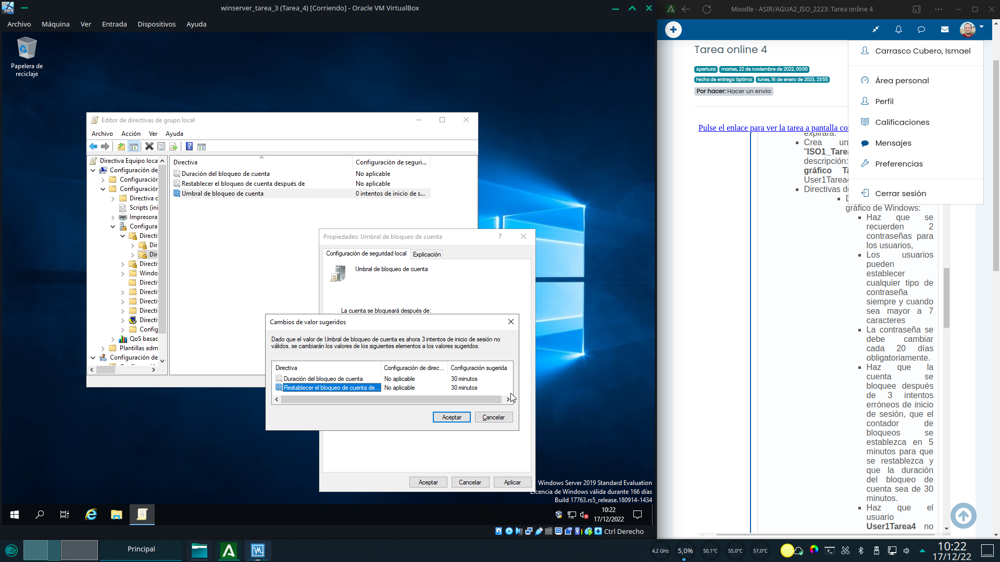 winserver_tarea_3 (Tarea_4) [Corriendo] - Oracle VM VirtualBox
Archivo Máquina Ver Entrada Dispositivos Ayuda
Papelera de
reciclaje
Editor de directivas de grupo local
Archivo Acción Ver Ayuda
Directiva Equipo loca
Configuración de
Configuración
Configuración
Directiva d
Scripts (ini
Impresora
Configura
Directi
Dir
Dir
Directi
Windo
Directi
Directi
Directi
Directi
Directi
Config
QoS basad
Plantillas adm
Configuración de
Directiva Configuración de seguri...
Duración del bloqueo de cuenta No aplicable
Restablecer el bloqueo de cuenta después de No aplicable
Umbral de bloqueo de cuenta 0 intentos de inicio de s...
Propiedades: Umbral de bloqueo de cuenta ?
Configuración de seguridad local Explicación
Umbral de bloqueo de cuenta
La cuenta se bloqueará después de:
Cambios de valor sugeridos
Dado que el valor de Umbral de bloqueo de cuenta es ahora 3 intentos de inicio de sesión no
válidos, se cambiarán los valores de los siguientes elementos a los valores sugeridos.
Directiva Configuración de direc... Configuración sugerida
Duración del bloqueo de cuenta No aplicable 30 minutos
Restablecer el bloqueo de cuenta de... No aplicable 30 minutos
Aceptar Cancelar
Aceptar Cancelar Aplicar
Windows Server 2019 Standard Evaluation
Licencia de Windows válida durante 166 días
Build 17763.rs5_release.180914-1434
10:22
17/12/2022
Ctrl Derecho
Moodle - ASIR/AGUA2_ISO_2223: Tarea online 4
Tarea online 4
Apertura: martes, 22 de noviembre de 2022, 00:00
Fecha de entrega óptima: lunes, 16 de enero de 2023, 23:55
Por hacer: Hacer un envío
Carrasco Cubero, Ismael
Área personal
Perfil
Calificaciones
Mensajes
Preferencias
Cerrar sesión
Pulse el enlace para ver la tarea a pantalla co
expirará.
Crea un
"ISO1_Tarea
descripción:
gráfico Ta
User1Tarea4
Directivas de
D
gráfico de Windows:
Haz que se
recuerden 2
contraseñas para
los usuarios,
Los usuarios
pueden
establecer
cualquier tipo de
contraseña
siempre y cuando
sea mayor a 7
caracteres
La contraseña se
debe cambiar
cada 20 días
obligatoriamente.
Haz que la
cuenta se
bloquee después
de 3 intentos
erróneos de inicio
de sesión, que el
contador de
bloqueos se
establezca en 5
minutos para que
se restablezca y
que la duración
del bloqueo de
cuenta sea de 30
minutos.
Haz que el
usuario
User1Tarea4 no
Principal
4,2 GHz 5,0% 50,1°C 55,0°C 57,0°C
10:22
17/12/22